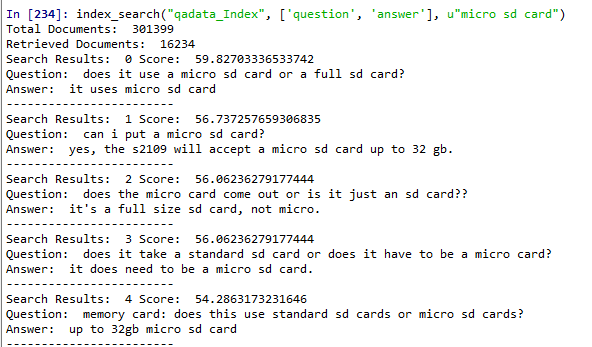 In [234]: index_search("qadata_Index", ['question', 'answer'], u"micro sd card")
Total Documents:  301399
Retrieved Documents:  16234
Search Results:  0 Score:  59.82703336533742
Question:  does it use a micro sd card or a full sd card?
Answer:  it uses micro sd card
------------------------
Search Results:  1 Score:  56.737257659306835
Question:  can i put a micro sd card?
Answer:  yes, the s2109 will accept a micro sd card up to 32 gb.
------------------------
Search Results:  2 Score:  56.06236279177444
Question:  does the micro card come out or is it just an sd card??
Answer:  it's a full size sd card, not micro.
------------------------
Search Results:  3 Score:  56.06236279177444
Question:  does it take a standard sd card or does it have to be a micro card?
Answer:  it does need to be a micro sd card.
------------------------
Search Results:  4 Score:  54.2863173231646
Question:  memory card: does this use standard sd cards or micro sd cards?
Answer:  up to 32gb micro sd card
------------------------